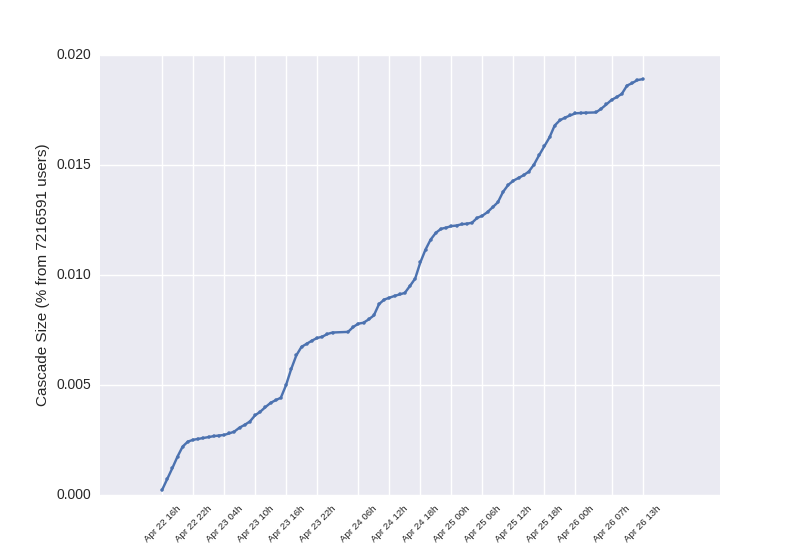 0.020
0.015
0.010
0.005
0.000
Cascade Size (% from 7216591 users)
Apr 22 16h
Apr 22 22h
Apr 23 04h
Apr 23 10h
Apr 23 16h
Apr 23 22h
Apr 24 06h
Apr 24 12h
Apr 24 18h
Apr 25 00h
Apr 25 06h
Apr 25 12h
Apr 25 18h
Apr 26 00h
Apr 26 07h
Apr 26 13h